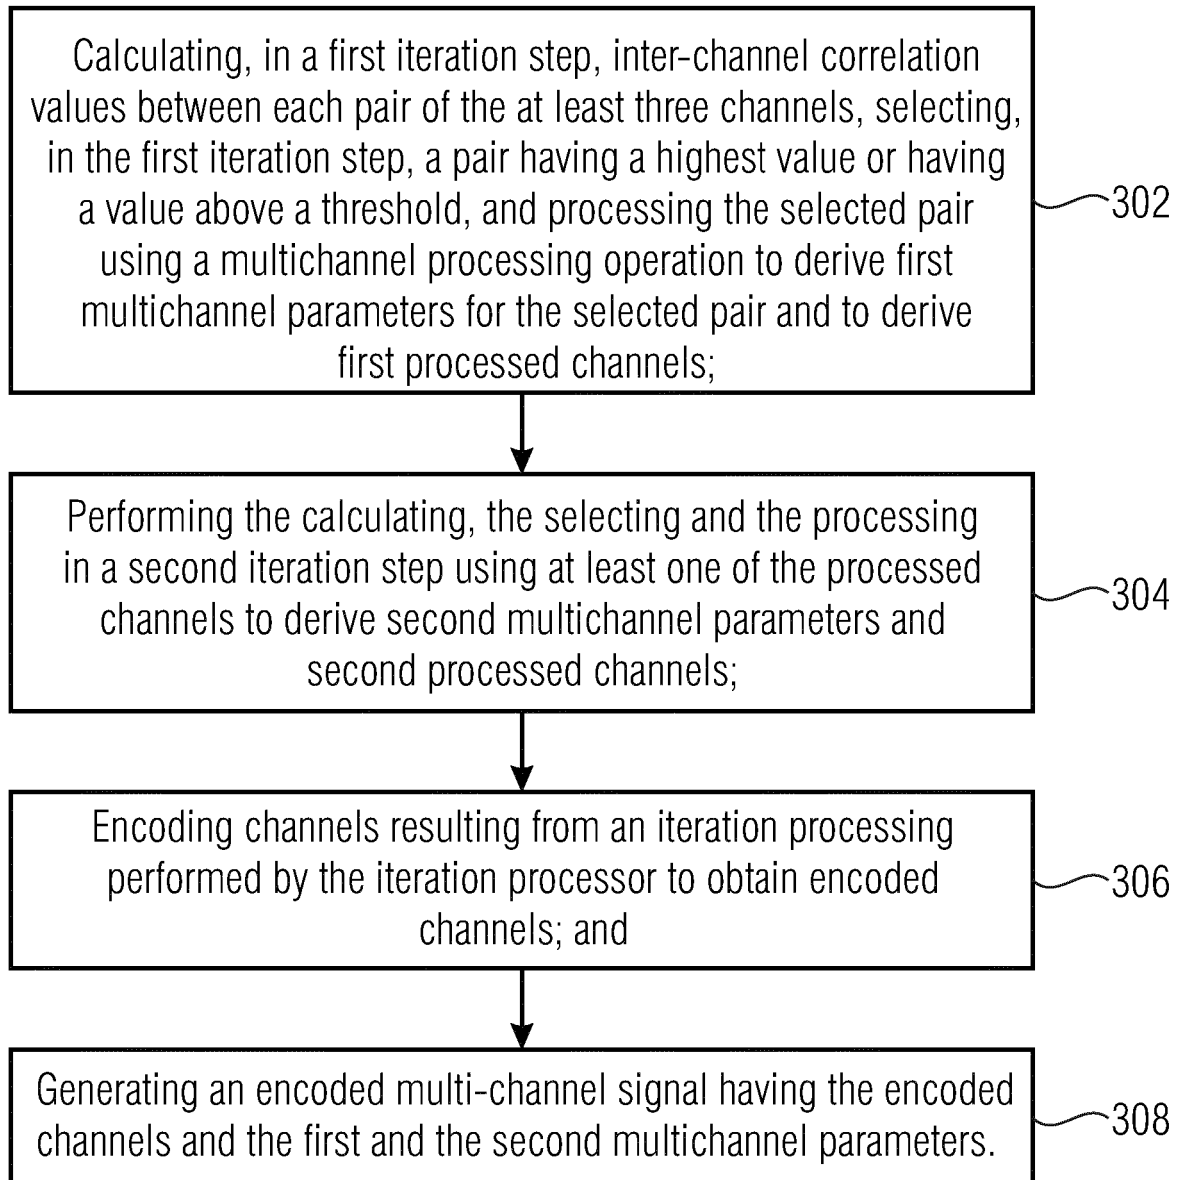 Calculating, in a first iteration step, inter-channel correlation
values between each pair of the at least three channels, selecting,
in the first iteration step, a pair having a highest value or having
a value above a threshold, and processing the selected pair
using a multichannel processing operation to derive first
multichannel parameters for the selected pair and to derive
first processed channels;
302
Performing the calculating, the selecting and the processing
in a second iteration step using at least one of the processed
channels to derive second multichannel parameters and
second processed channels;
304
Encoding channels resulting from an iteration processing
performed by the iteration processor to obtain encoded
channels; and
306
Generating an encoded multi-channel signal having the encoded
channels and the first and the second multichannel parameters.
308